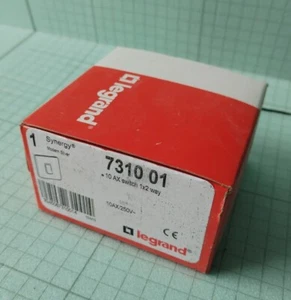 legrand
1
Synergy®
7310 01
10 AX switch 1x2 way
10AX/250V~
CE
legrand